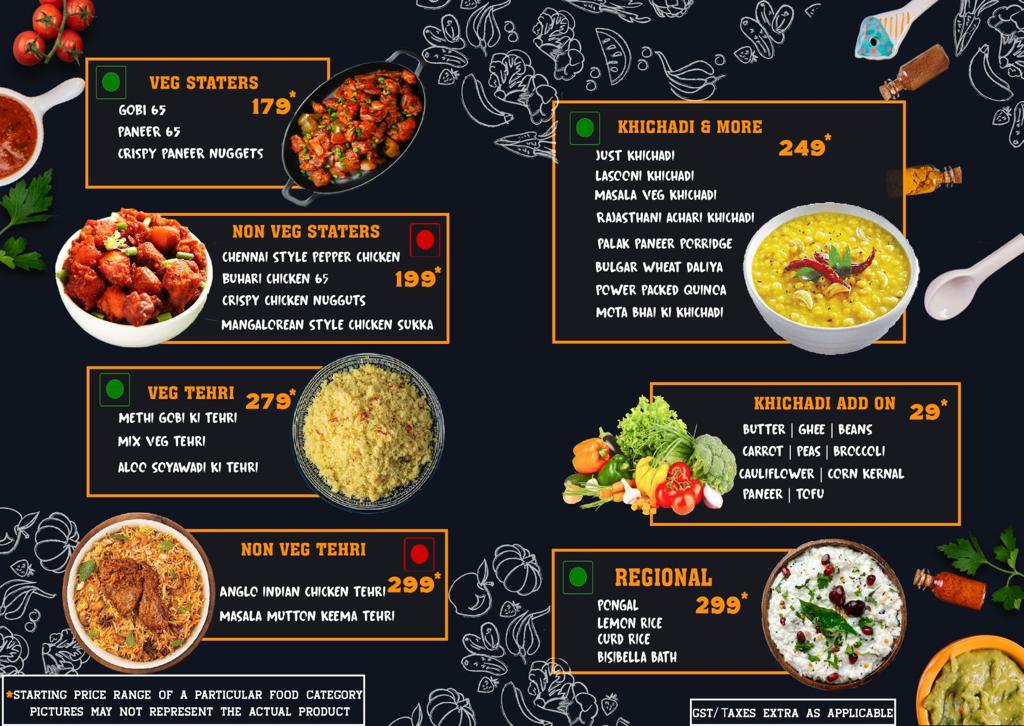 VEG STATERS
179*
GOBI 65
PANEER 65
CRISPY PANEER NUGGETS
NON VEG STATERS
CHENNAI STYLE PEPPER CHICKEN
BUHARI CHICKEN 65
199*
CRISPY CHICKEN NUGGUTS
MANGALOREAN STYLE CHICKEN SUKKA
VEG TEHRI
279*
METHI GOBI KI TEHRI
MIX VEG TEHRI
ALOO SOYAWADI KI TEHRI
NON VEG TEHRI
ANGLO INDIAN CHICKEN TEHRI
299*
MASALA MUTTON KEEMA TEHRI
*STARTING PRICE RANGE OF A PARTICULAR FOOD CATEGORY
PICTURES MAY NOT REPRESENT THE ACTUAL PRODUCT
KHICHADI & MORE
249*
JUST KHICHADI
LASOONI KHICHADI
MASALA VEG KHICHADI
RAJASTHANI ACHARI KHICHADI
PALAK PANEER PORRIDGE
BULGAR WHEAT DALIYA
POWER PACKED QUINOA
MOTA BHAI KI KHICHADI
KHICHADI ADD ON
29*
BUTTER | GHEE | BEANS
CARROT | PEAS | BROCCOLI
CAULIFLOWER | CORN KERNAL
PANEER | TOFU
REGIONAL
299*
PONGAL
LEMON RICE
CURD RICE
BISIBELLA BATH
GST/TAXES EXTRA AS APPLICABLE